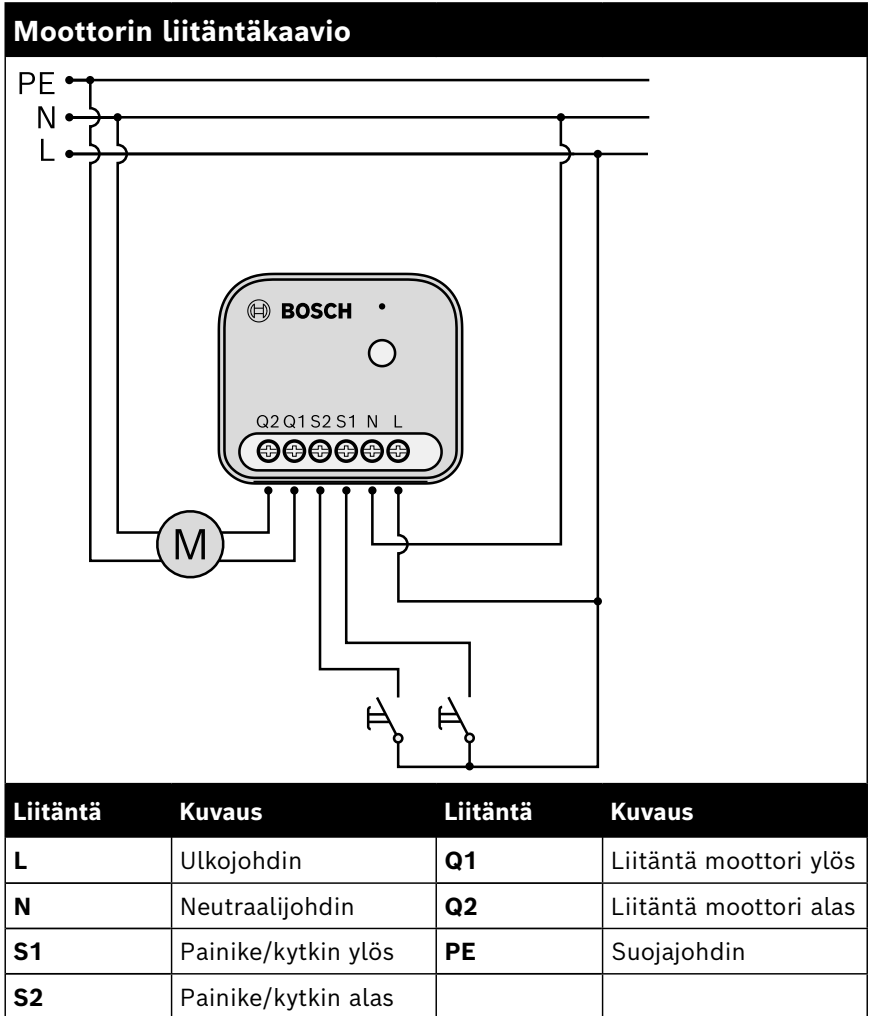 Moottorin liitäntäkaavio
PE
N
L
BOSCH
Q2 Q1 S2 S1 N L
M
Liitäntä Kuvaus Liitäntä Kuvaus
L Ulkojohdin Q1 Liitäntä moottori ylös
N Neutraalijohdin Q2 Liitäntä moottori alas
S1 Painike/kytkin ylös PE Suojajohdin
S2 Painike/kytkin alas